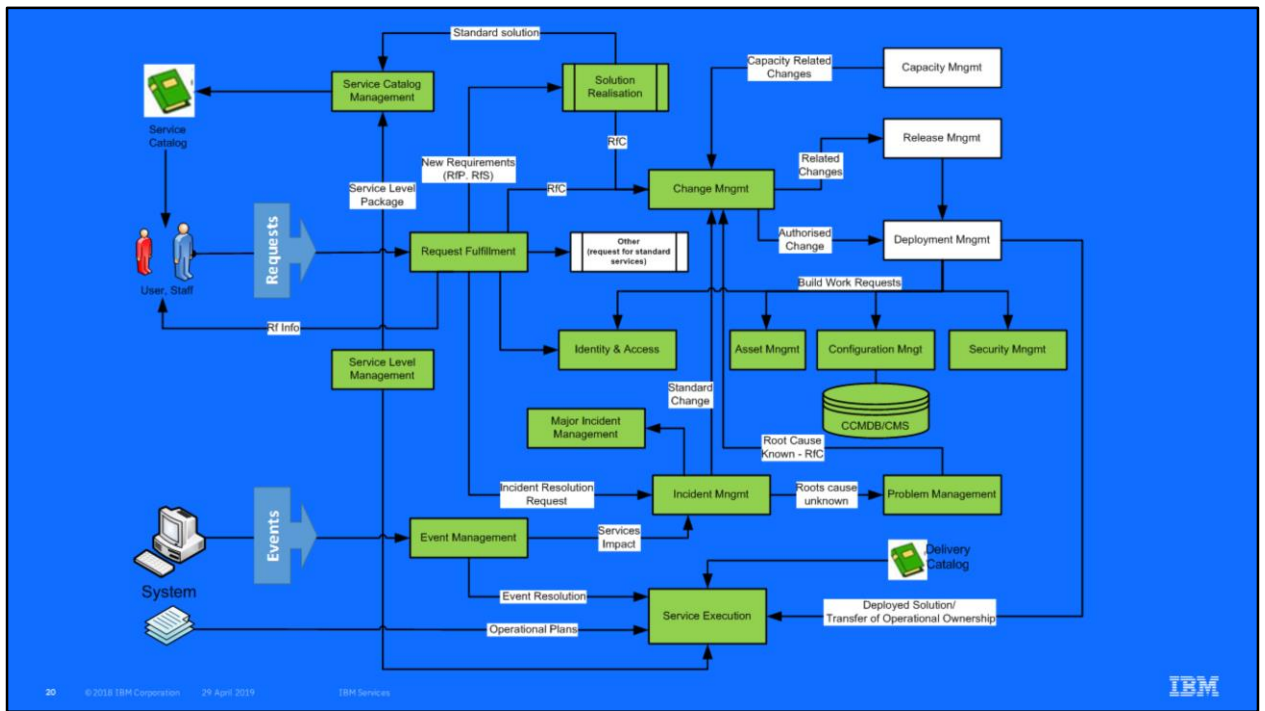 Standard solution
Service Catalog
Management
Solution
Realisation
Capacity Related
Changes
Capacity Mngmt
Service
Catalog
RfC
Release Mngmt
New Requirements
(RfP. RfS)
Related
Changes
Service Level
Package
RfC
Change Mngmt
Requests
Authorised
Change
Request Fulfillment
Other
(request for standard
services)
Deployment Mngmt
User, Staff
Build Work Requests
Rf Info
Identity & Access
Asset Mngmt
Configuration Mngt
Security Mngmt
Service Level
Management
Standard
Change
CCMDB/CMS
Major Incident
Management
Root Cause
Known - RfC
Incident Resolution
Request
Incident Mngmt
Roots cause
unknown
Problem Management
Events
Event Management
Services
Impact
Delivery
Catalog
System
Event Resolution
Service Execution
Deployed Solution/
Transfer of Operational Ownership
Operational Plans
20 © 2018 IBM Corporation 29 April 2019 IBM Services
IBM